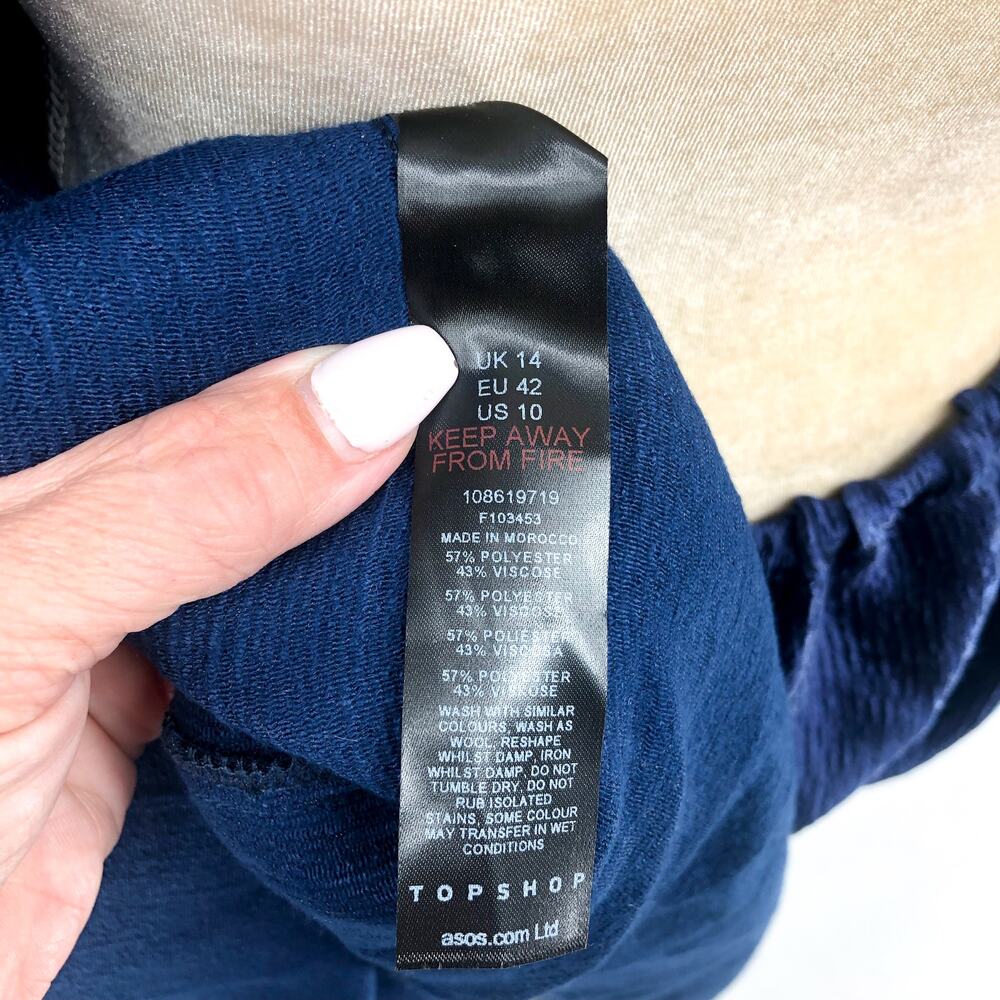 UK 14
EU 42
US 10
KEEP AWAY
FROM FIRE
108619719
F103453
MADE IN MOROCCO
57% POLYESTER
43% VISCOSE
57% POLYESTER
43% VISCOSE
57% POLIESTER
43% VISCOSA
57% POLYESTER
43% VISCOSE
WASH WITH SIMILAR
COLOURS, WASH AS
WOOL, RESHAPE
WHILST DAMP, IRON
WHILST DAMP, DO NOT
TUMBLE DRY, DO NOT
RUB ISOLATED
STAINS, SOME COLOUR
MAY TRANSFER IN WET
CONDITIONS
TOPSHOP
asos.com Ltd